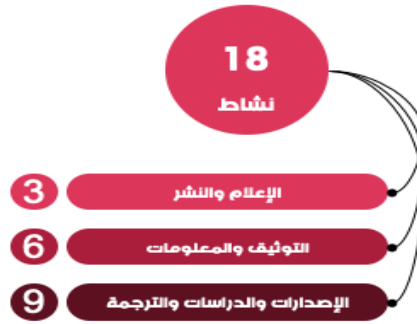 18
نشاط
الإعلام والنشر
3
التوثيق والمعلومات
6
الإصدارات والدراسات والترجمة
9